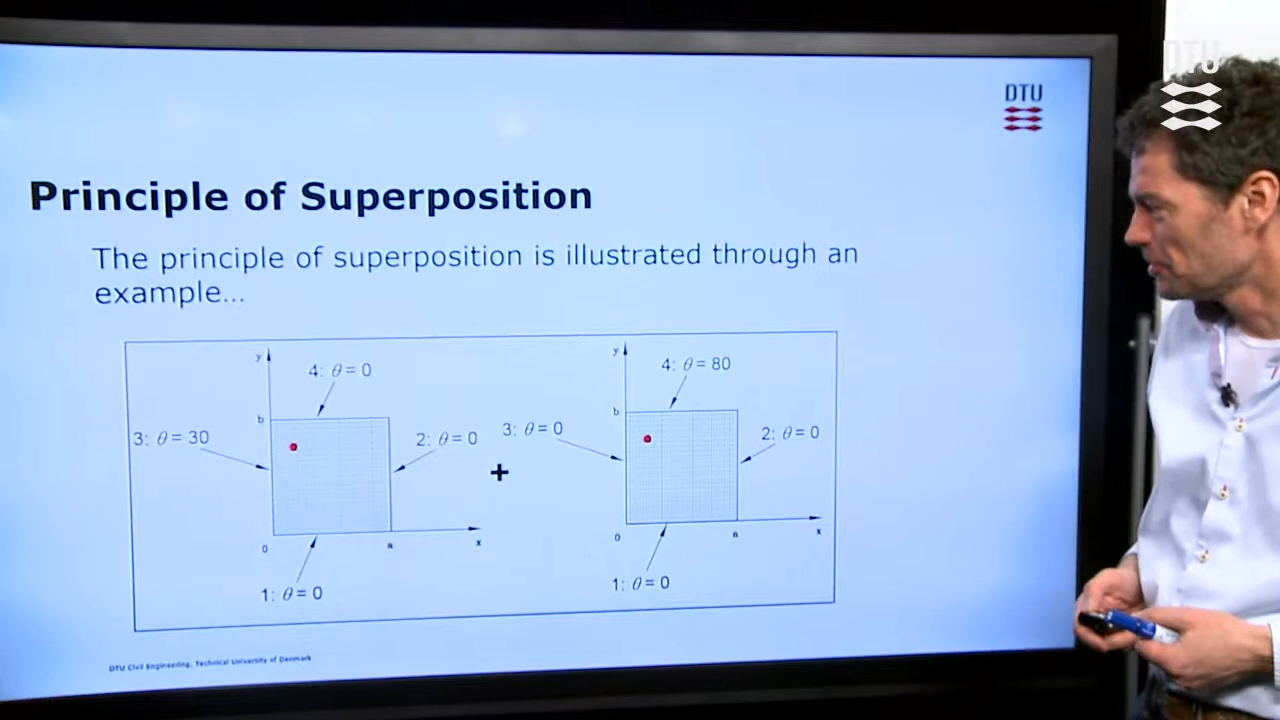 DTU
DTU
Principle of Superposition
The principle of superposition is illustrated through an
example...
y
4: θ = 0
b
3: θ = 30
2: θ = 0
0
a
x
1: θ = 0
+
y
4: θ = 80
b
3: θ = 0
2: θ = 0
0
a
x
1: θ = 0
DTU Civil Engineering, Technical University of Denmark